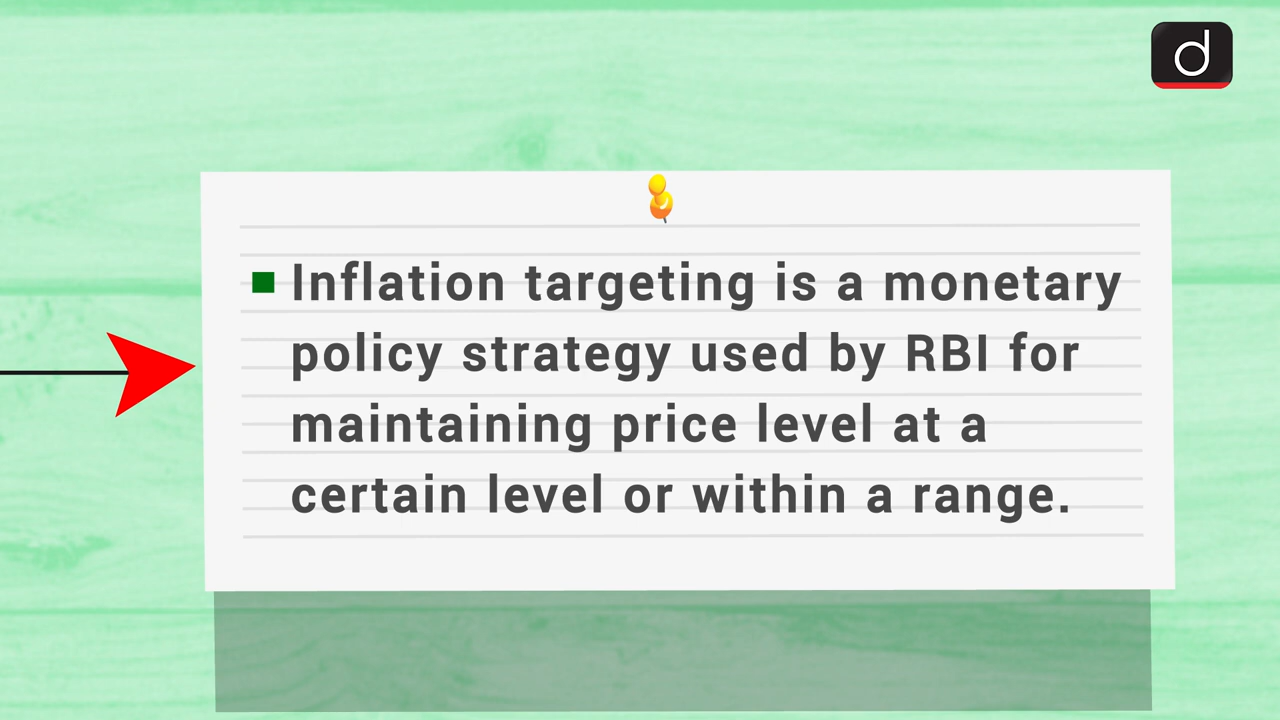 d
Inflation targeting is a monetary
policy strategy used by RBI for
maintaining price level at a
certain level or within a range.